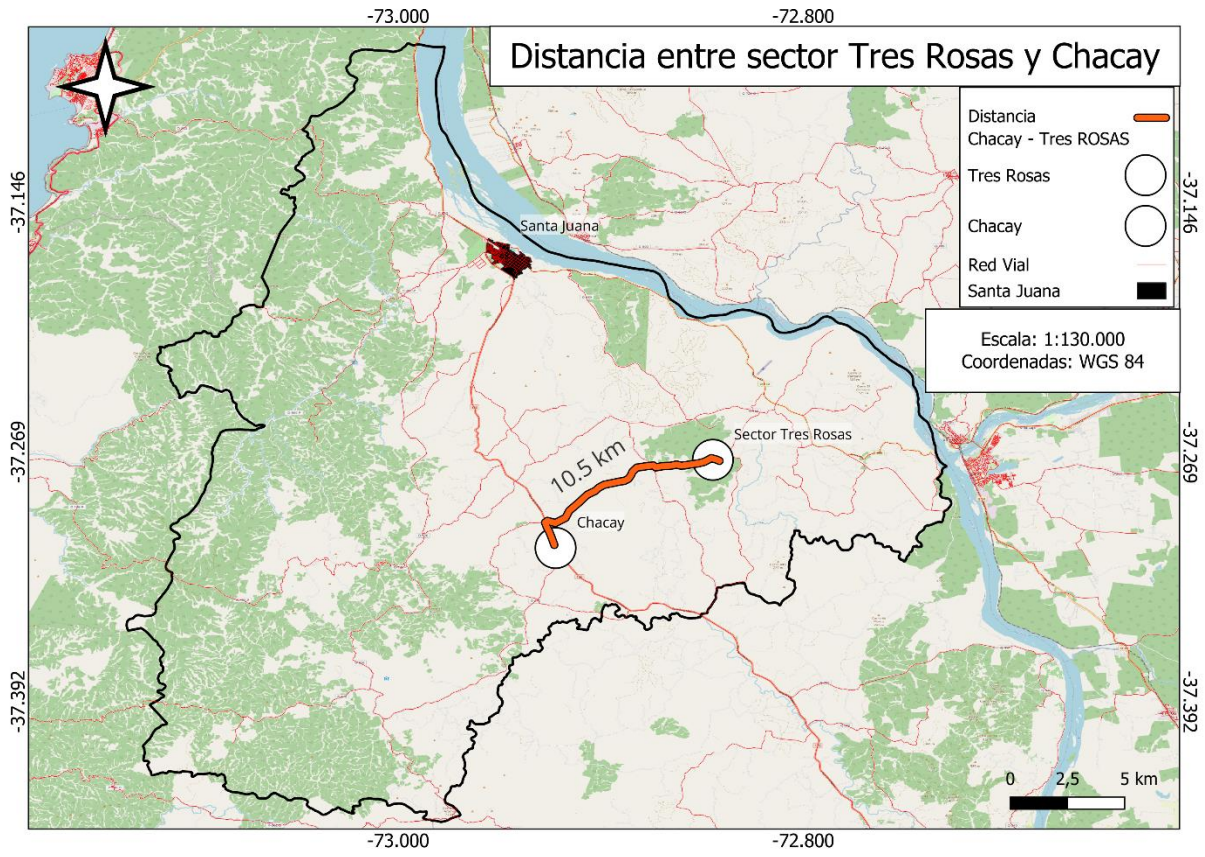 -73.000
-72.800
Distancia entre sector Tres Rosas y Chacay
Distancia
Chacay - Tres ROSAS
Tres Rosas
Chacay
Red Vial
Santa Juana
Escala: 1:130.000
Coordenadas: WGS 84
-37.146
-37.146
Santa Juana
-37.269
-37.269
Sector Tres Rosas
10.5 km
Chacay
-37.392
-37.392
0 2,5 5 km
-73.000
-72.800